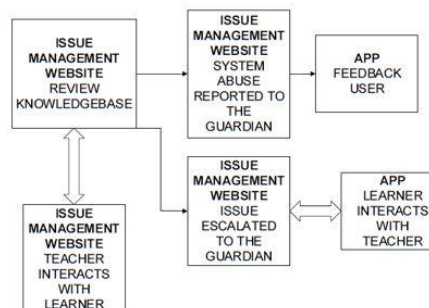 ISSUE
MANAGEMENT
WEBSITE
REVIEW
KNOWLEDGEBASE
ISSUE
MANAGEMENT
WEBSITE
SYSTEM
ABUSE
REPORTED TO
THE
GUARDIAN
APP
FEEDBACK
USER
ISSUE
MANAGEMENT
WEBSITE
ISSUE
ESCALATED
TO THE
GUARDIAN
APP
LEARNER
INTERACTS
WITH
TEACHER
ISSUE
MANAGEMENT
WEBSITE
TEACHER
INTERACTS
WITH
LEARNER